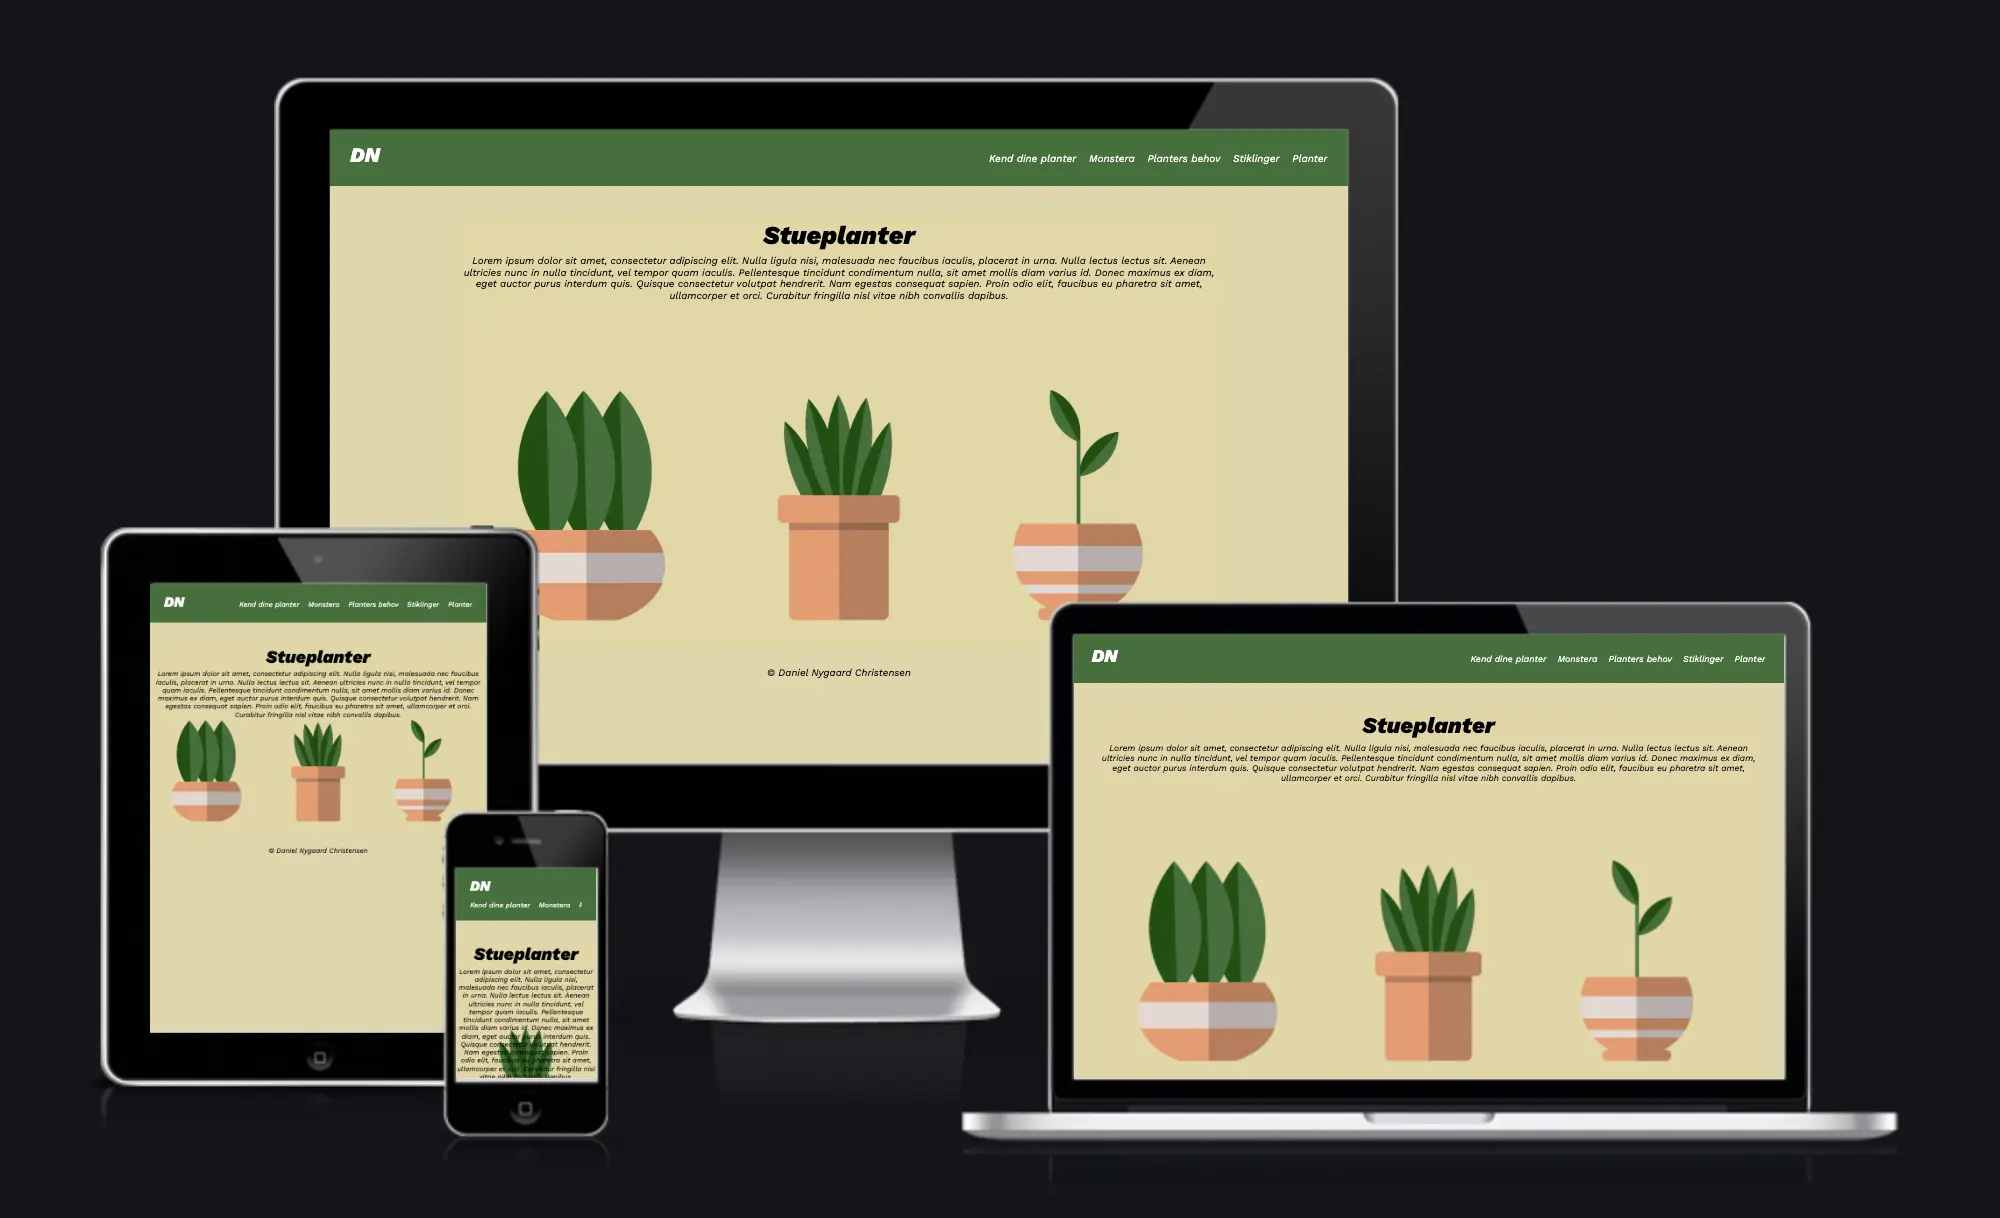 DN
Kend dine planter Monstera Planters behov Stiklinger Planter
Stueplanter
Lorem ipsum dolor sit amet, consectetur adipiscing elit. Nulla ligula nisi, malesuada nec faucibus iaculis, placerat in urna. Nulla lectus lectus sit. Aenean
ultricies nunc in nulla tincidunt, vel tempor quam iaculis. Pellentesque tincidunt condimentum nulla, sit amet mollis diam varius id. Donec maximus ex diam,
eget auctor purus interdum quis. Quisque consectetur volutpat hendrerit. Nam egestas consequat sapien. Proin odio elit, faucibus eu pharetra sit amet,
ullamcorper et orci. Curabitur fringilla nisl vitae nibh convallis dapibus.
© Daniel Nygaard Christensen
DN
Kend dine planter Monstera Planters behov Stiklinger Planter
Stueplanter
Lorem ipsum dolor sit amet, consectetur adipiscing elit. Nulla ligula nisi, malesuada nec faucibus
iaculis, placerat in urna. Nulla lectus lectus sit. Aenean ultricies nunc in nulla tincidunt, vel tempor
quam iaculis. Pellentesque tincidunt condimentum nulla, sit amet mollis diam varius id. Donec
maximus ex diam, eget auctor purus interdum quis. Quisque consectetur volutpat hendrerit. Nam
egestas consequat sapien. Proin odio elit, faucibus eu pharetra sit amet, ullamcorper et orci.
Curabitur fringilla nisl vitae nibh convallis dapibus.
© Daniel Nygaard Christensen
DN
Kend dine planter Monstera
Stueplanter
Lorem ipsum dolor sit amet, consectetur
adipiscing elit. Nulla ligula nisi,
malesuada nec faucibus iaculis, placerat
in urna. Nulla lectus lectus sit. Aenean
ultricies nunc in nulla tincidunt, vel
tempor quam iaculis. Pellentesque
tincidunt condimentum nulla, sit amet
mollis diam varius id. Donec maximus ex
diam, eget auctor purus interdum quis.
Quisque consectetur volutpat hendrerit.
Nam egestas consequat sapien. Proin
odio elit, faucibus eu pharetra sit amet,
ullamcorper et orci. Curabitur fringilla nisl
vitae nibh convallis dapibus.
DN
Kend dine planter Monstera Planters behov Stiklinger Planter
Stueplanter
Lorem ipsum dolor sit amet, consectetur adipiscing elit. Nulla ligula nisi, malesuada nec faucibus iaculis, placerat in urna. Nulla lectus lectus sit. Aenean
ultricies nunc in nulla tincidunt, vel tempor quam iaculis. Pellentesque tincidunt condimentum nulla, sit amet mollis diam varius id. Donec maximus ex diam,
eget auctor purus interdum quis. Quisque consectetur volutpat hendrerit. Nam egestas consequat sapien. Proin odio elit, faucibus eu pharetra sit amet,
ullamcorper et orci. Curabitur fringilla nisl vitae nibh convallis dapibus.